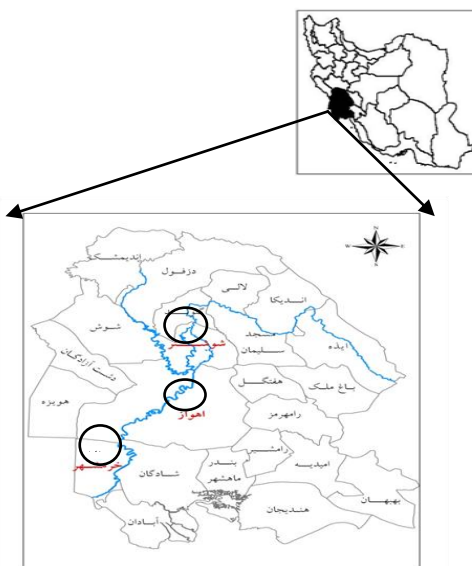 اندیمشک
دزفول
لالی
اندیکا
N
W
E
S
شوش
شوشتر
مسجد
سلیمان
ایذه
دشت آزادگان
هفتگل
باغ ملک
هویزه
اهواز
رامهرمز
...
خرمشهر
شادگان
بندر
ماهشهر
رامشیر
امیدیه
بهبهان
هندیجان
آبادان